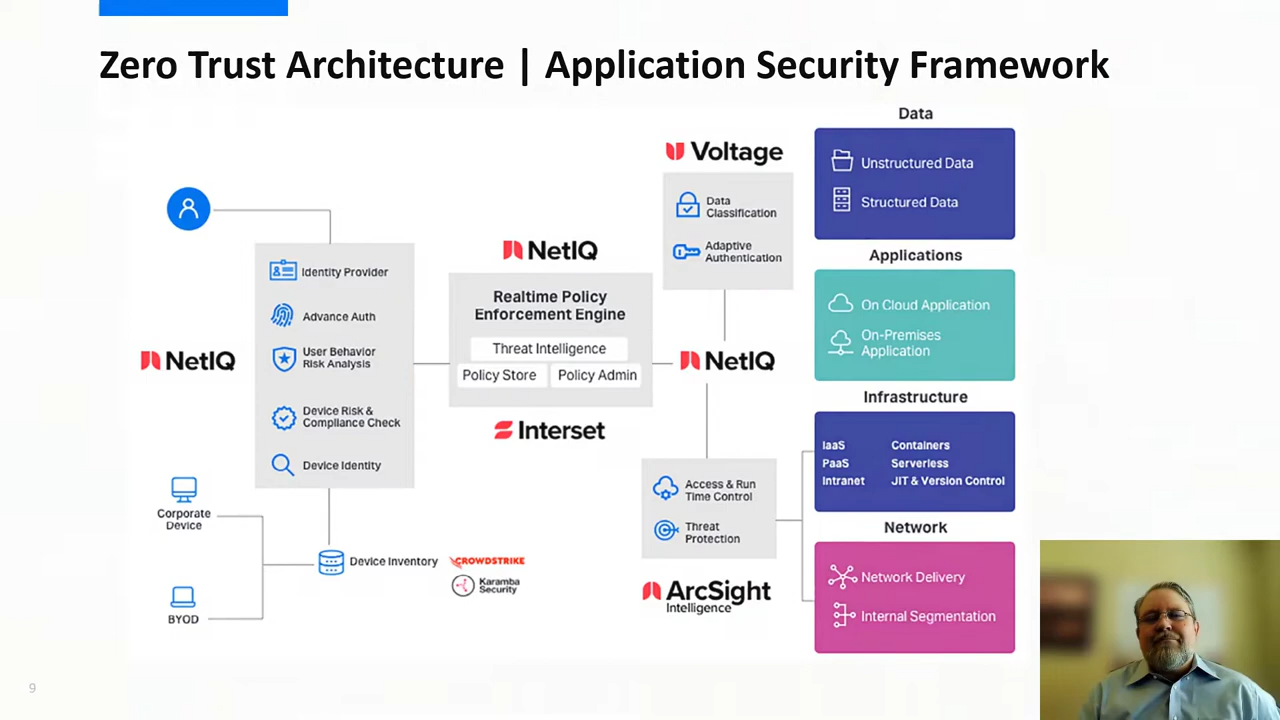 Zero Trust Architecture | Application Security Framework
NetIQ
Identity Provider
Advance Auth
User Behavior
Risk Analysis
Device Risk &
Compliance Check
Device Identity
Corporate
Device
BYOD
Device Inventory
CROWDSTRIKE
Karamba
Security
NetIQ
Realtime Policy
Enforcement Engine
Threat Intelligence
Policy Store
Policy Admin
Interset
Voltage
Data
Classification
Adaptive
Authentication
NetIQ
Access & Run
Time Control
Threat
Protection
ArcSight
Intelligence
Data
Unstructured Data
Structured Data
Applications
On Cloud Application
On-Premises
Application
Infrastructure
IaaS Containers
PaaS Serverless
Intranet JIT & Version Control
Network
Network Delivery
Internal Segmentation
9